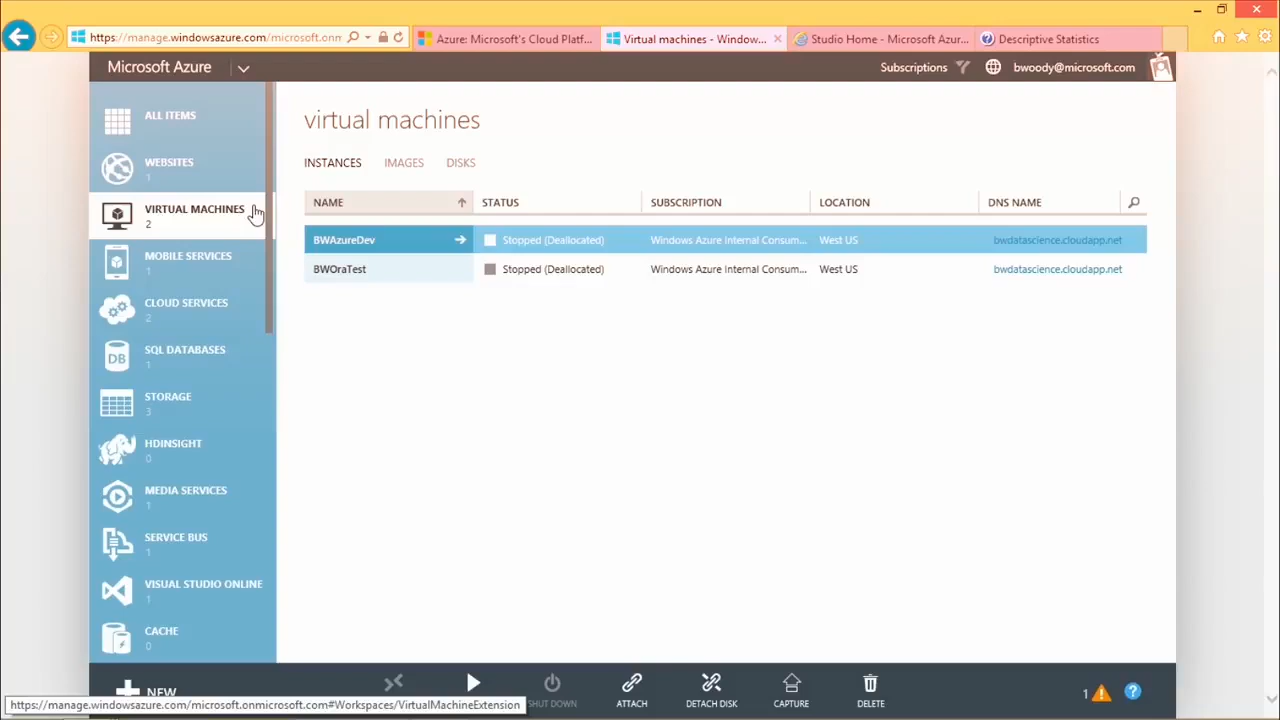 https://manage.windowsazure.com/microsoft.onm
Azure: Microsoft's Cloud Platf...
Virtual machines - Window...
Studio Home - Microsoft Azur...
Descriptive Statistics
Microsoft Azure
Subscriptions
bwoody@microsoft.com
ALL ITEMS
WEBSITES
1
VIRTUAL MACHINES
2
MOBILE SERVICES
1
CLOUD SERVICES
2
SQL DATABASES
1
STORAGE
3
HDINSIGHT
0
MEDIA SERVICES
1
SERVICE BUS
1
VISUAL STUDIO ONLINE
1
CACHE
0
virtual machines
INSTANCES IMAGES DISKS
NAME STATUS SUBSCRIPTION LOCATION DNS NAME
BWAzureDev Stopped (Deallocated) Windows Azure Internal Consum... West US bwdatascience.cloudapp.net
BWOraTest Stopped (Deallocated) Windows Azure Internal Consum... West US bwdatascience.cloudapp.net
NEW
SHUT DOWN
ATTACH
DETACH DISK
CAPTURE
DELETE
1
https://manage.windowsazure.com/microsoft.onmicrosoft.com#Workspaces/VirtualMachineExtension